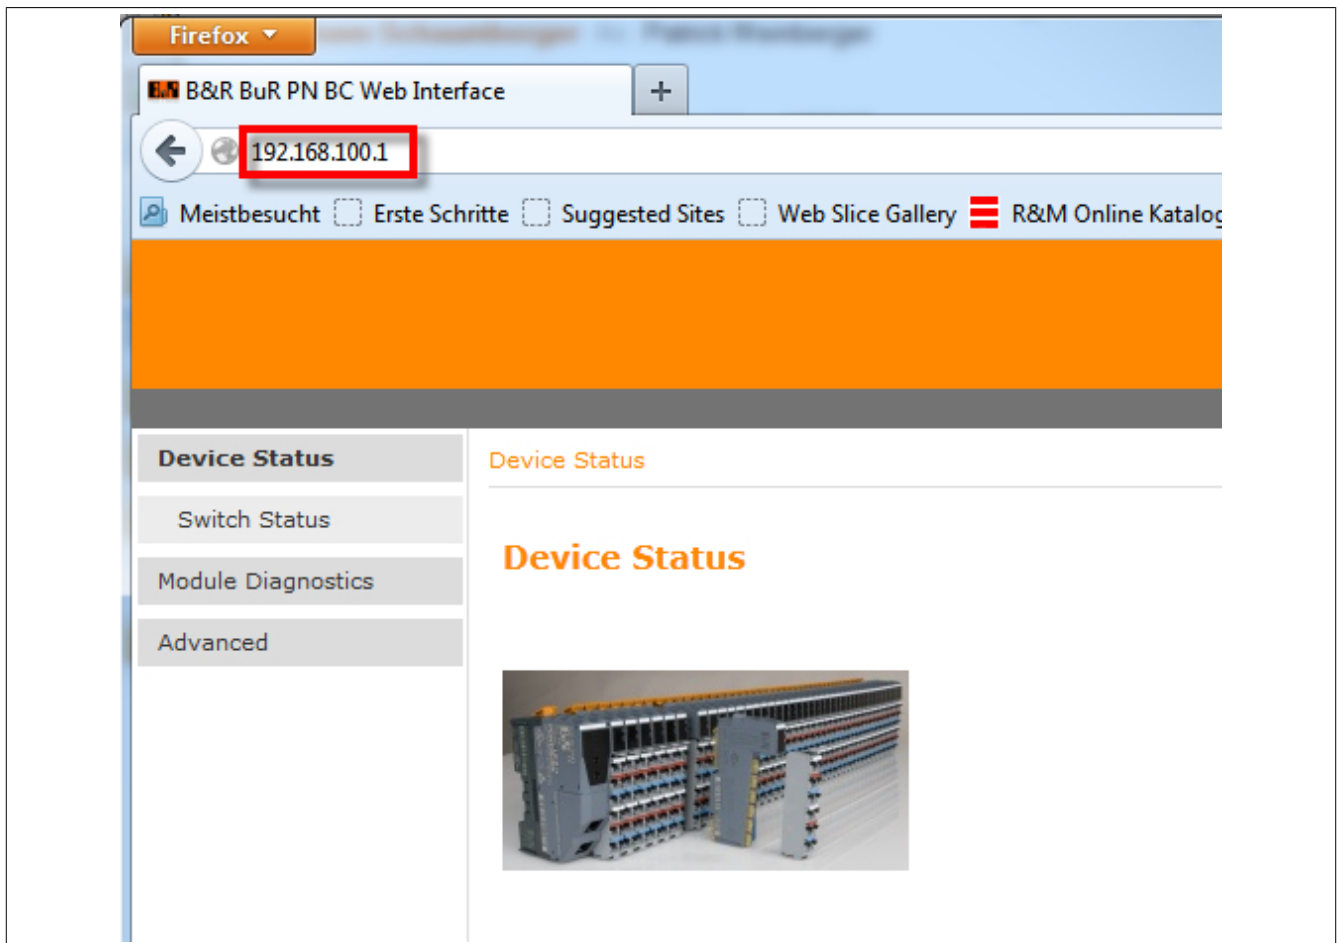 Firefox
B&R BuR PN BC Web Interface
192.168.100.1
Meistbesucht Erste Schritte Suggested Sites Web Slice Gallery R&M Online Katalog
Device Status
Switch Status
Module Diagnostics
Advanced
Device Status
Device Status